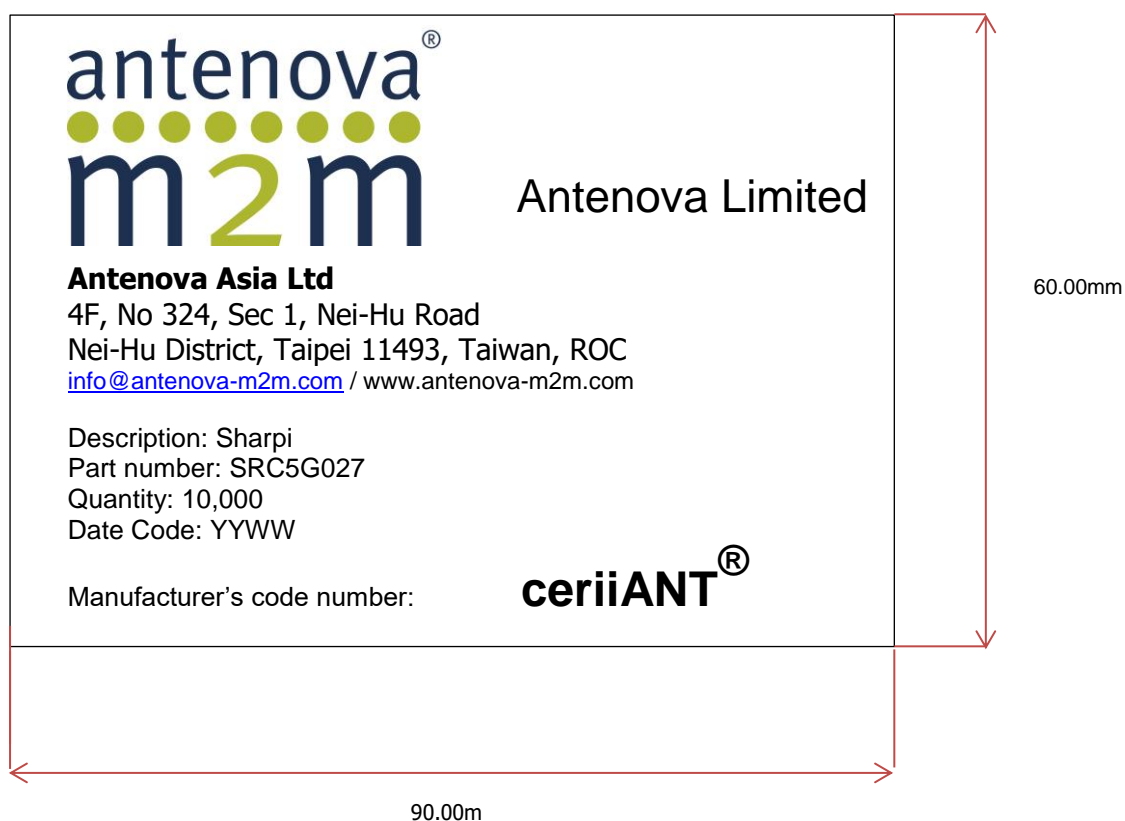 antenova®
m2m
Antenova Limited
Antenova Asia Ltd
4F, No 324, Sec 1, Nei-Hu Road
Nei-Hu District, Taipei 11493, Taiwan, ROC
info@antenova-m2m.com / www.antenova-m2m.com
Description: Sharpi
Part number: SRC5G027
Quantity: 10,000
Date Code: YYWW
Manufacturer’s code number:
ceriiANT®
60.00mm
90.00m